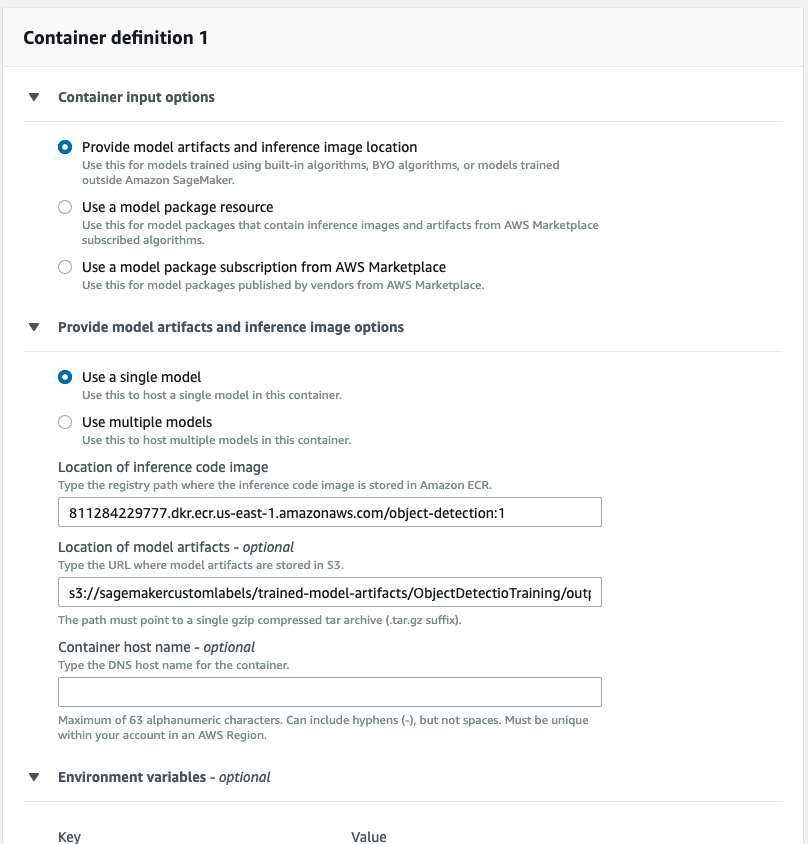 Container definition 1
Container input options
Provide model artifacts and inference image location
Use this for models trained using built-in algorithms, BYO algorithms, or models trained
outside Amazon SageMaker.
Use a model package resource
Use this for model packages that contain inference images and artifacts from AWS Marketplace
subscribed algorithms.
Use a model package subscription from AWS Marketplace
Use this for model packages published by vendors from AWS Marketplace.
Provide model artifacts and inference image options
Use a single model
Use this to host a single model in this container.
Use multiple models
Use this to host multiple models in this container.
Location of inference code image
Type the registry path where the inference code image is stored in Amazon ECR.
811284229777.dkr.ecr.us-east-1.amazonaws.com/object-detection:1
Location of model artifacts - optional
Type the URL where model artifacts are stored in S3.
s3://sagemakercustomlabels/trained-model-artifacts/ObjectDetectioTraining/outp
The path must point to a single gzip compressed tar archive (.tar.gz suffix).
Container host name - optional
Type the DNS host name for the container.
Maximum of 63 alphanumeric characters. Can include hyphens (-), but not spaces. Must be unique
within your account in an AWS Region.
Environment variables - optional
Key Value